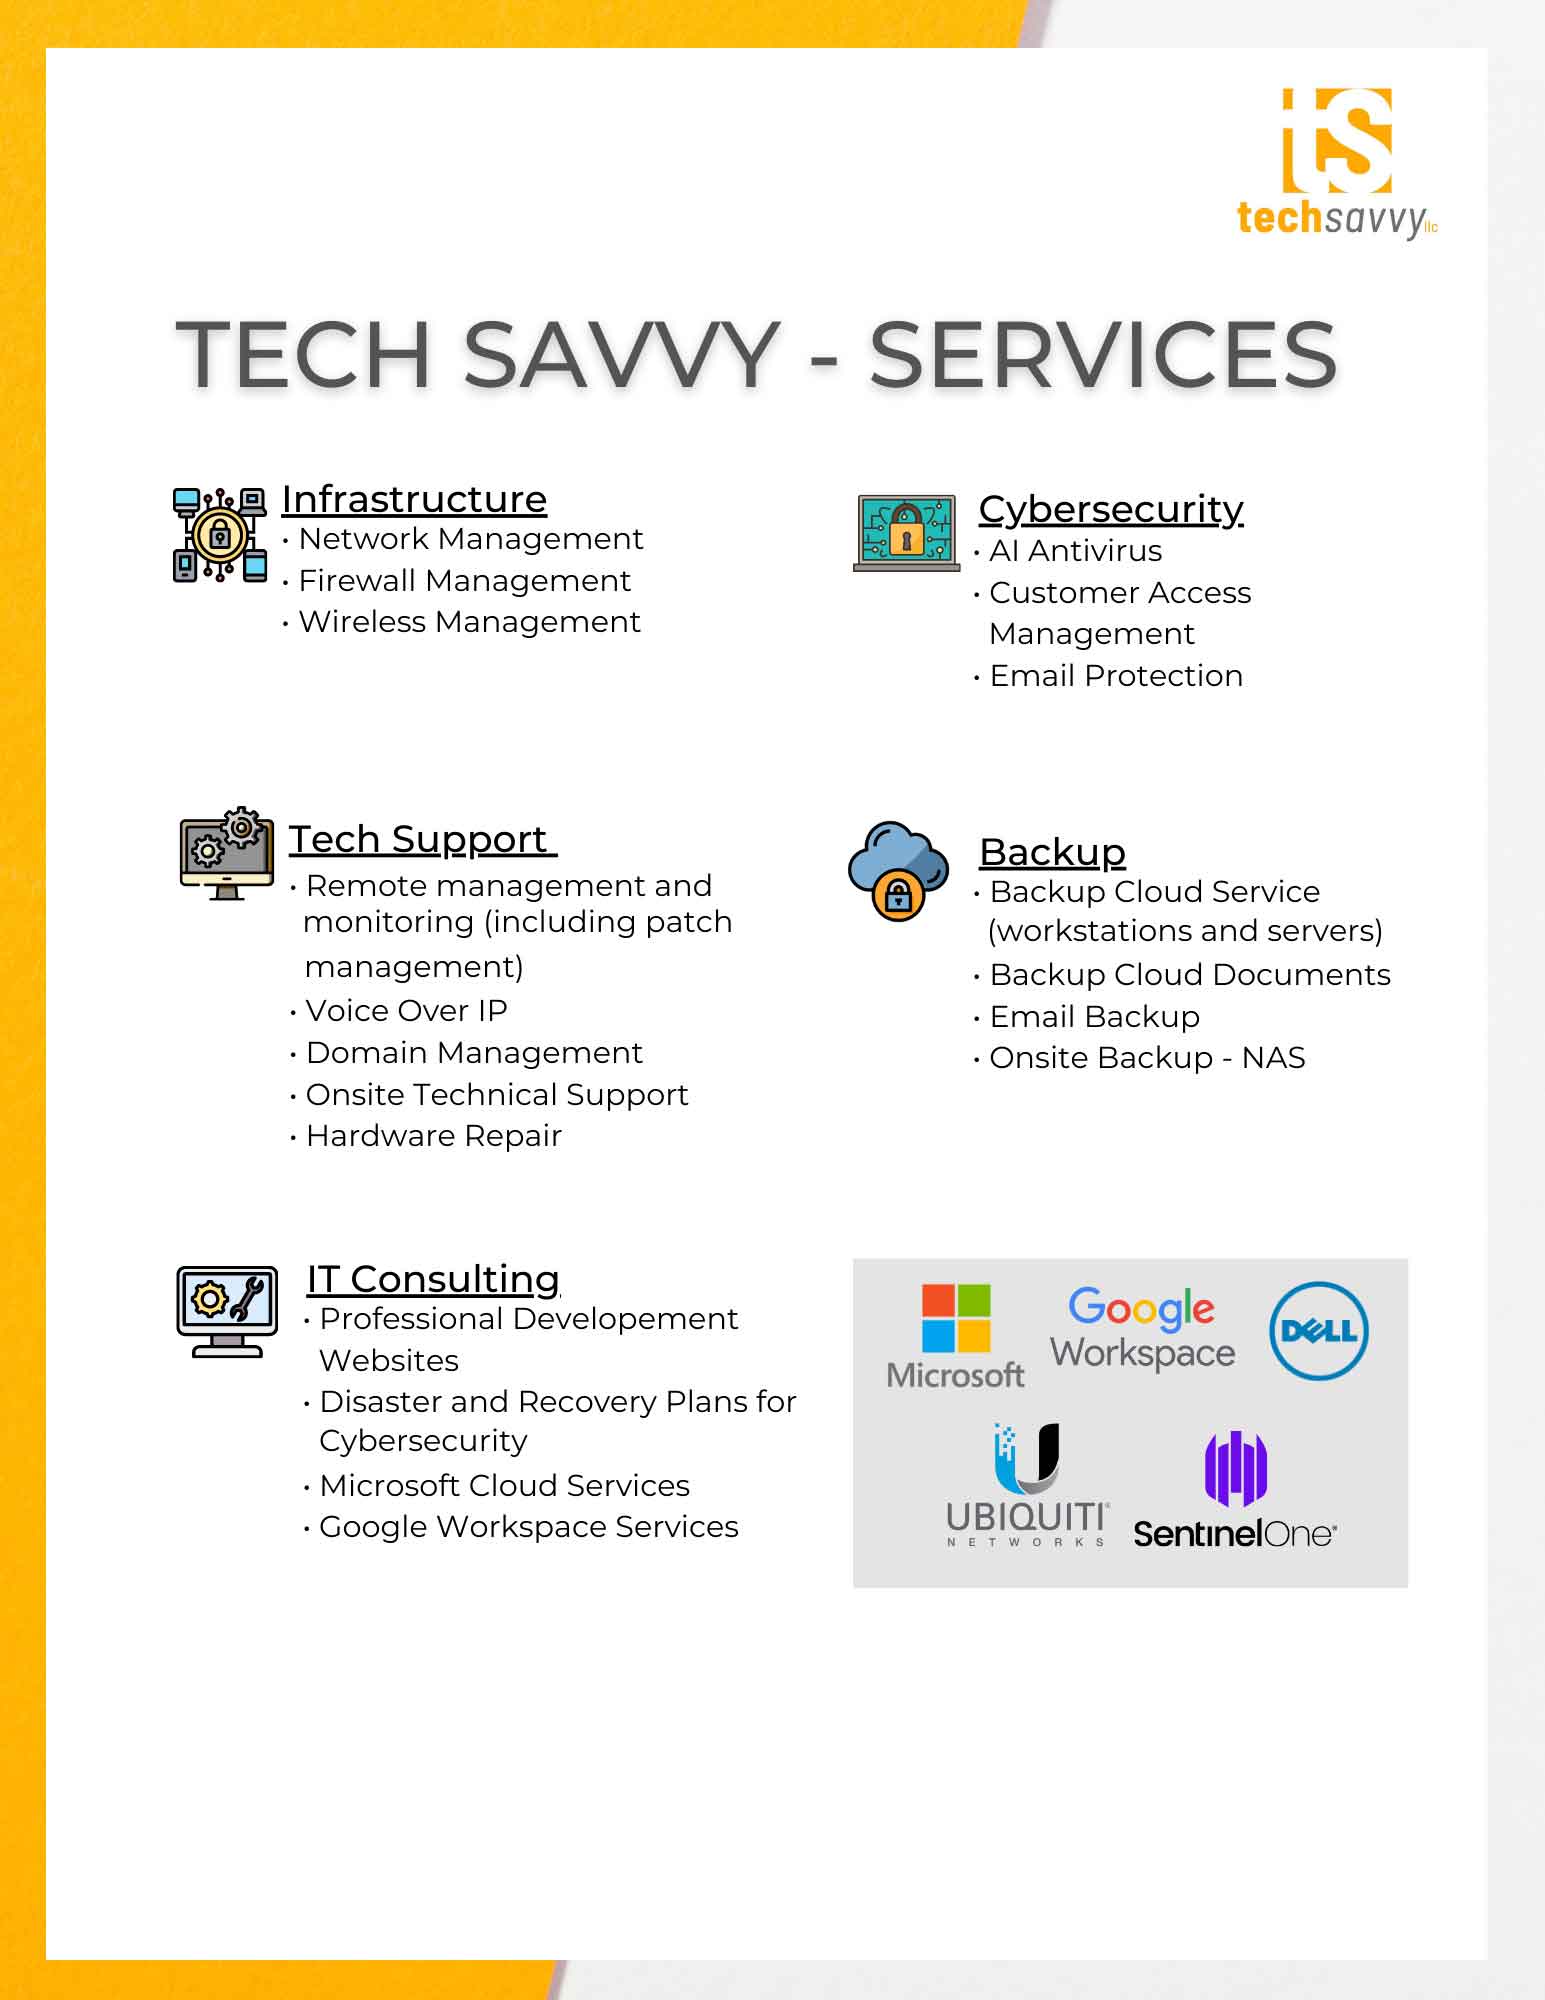 ts
techsavvy llc
TECH SAVVY - SERVICES
Infrastructure
• Network Management
• Firewall Management
• Wireless Management
Cybersecurity
• AI Antivirus
• Customer Access
Management
• Email Protection
Tech Support
• Remote management and
monitoring (including patch
management)
• Voice Over IP
• Domain Management
• Onsite Technical Support
• Hardware Repair
Backup
• Backup Cloud Service
(workstations and servers)
• Backup Cloud Documents
• Email Backup
• Onsite Backup - NAS
IT Consulting
• Professional Developement
Websites
• Disaster and Recovery Plans for
Cybersecurity
• Microsoft Cloud Services
• Google Workspace Services
Microsoft
Google
Workspace
DELL
UBIQUITI®
NETWORKS
SentinelOne®